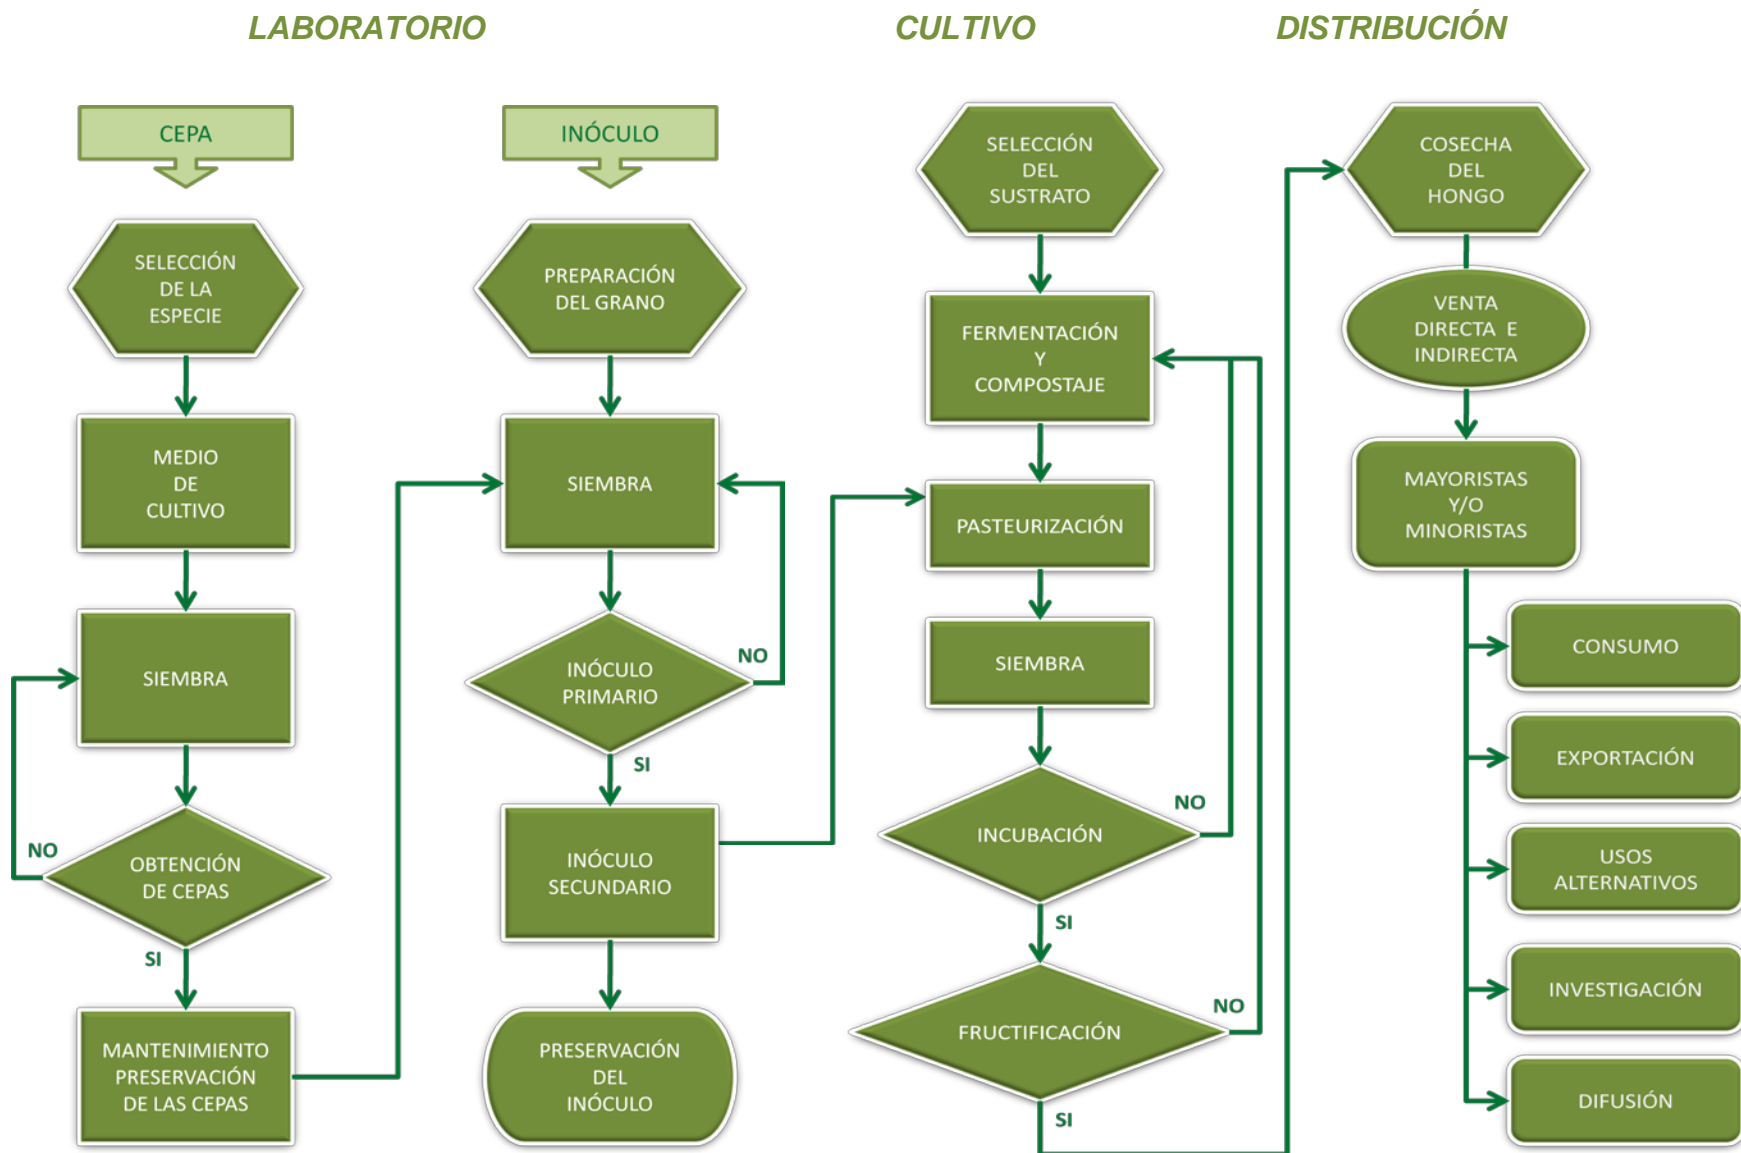 LABORATORIO
CULTIVO
DISTRIBUCIÓN
CEPA
SELECCIÓN
DE LA
ESPECIE
MEDIO
DE
CULTIVO
SIEMBRA
NO
OBTENCIÓN
DE CEPAS
SI
MANTENIMIENTO
PRESERVACIÓN
DE LAS CEPAS
INÓCULO
PREPARACIÓN
DEL GRANO
SIEMBRA
NO
INÓCULO
PRIMARIO
SI
INÓCULO
SECUNDARIO
PRESERVACIÓN
DEL
INÓCULO
SELECCIÓN
DEL
SUSTRATO
FERMENTACIÓN
Y
COMPOSTAJE
PASTEURIZACIÓN
SIEMBRA
NO
INCUBACIÓN
SI
NO
FRUCTIFICACIÓN
SI
COSECHA
DEL
HONGO
VENTA
DIRECTA E
INDIRECTA
MAYORISTAS
Y/O
MINORISTAS
CONSUMO
EXPORTACIÓN
USOS
ALTERNATIVOS
INVESTIGACIÓN
DIFUSIÓN